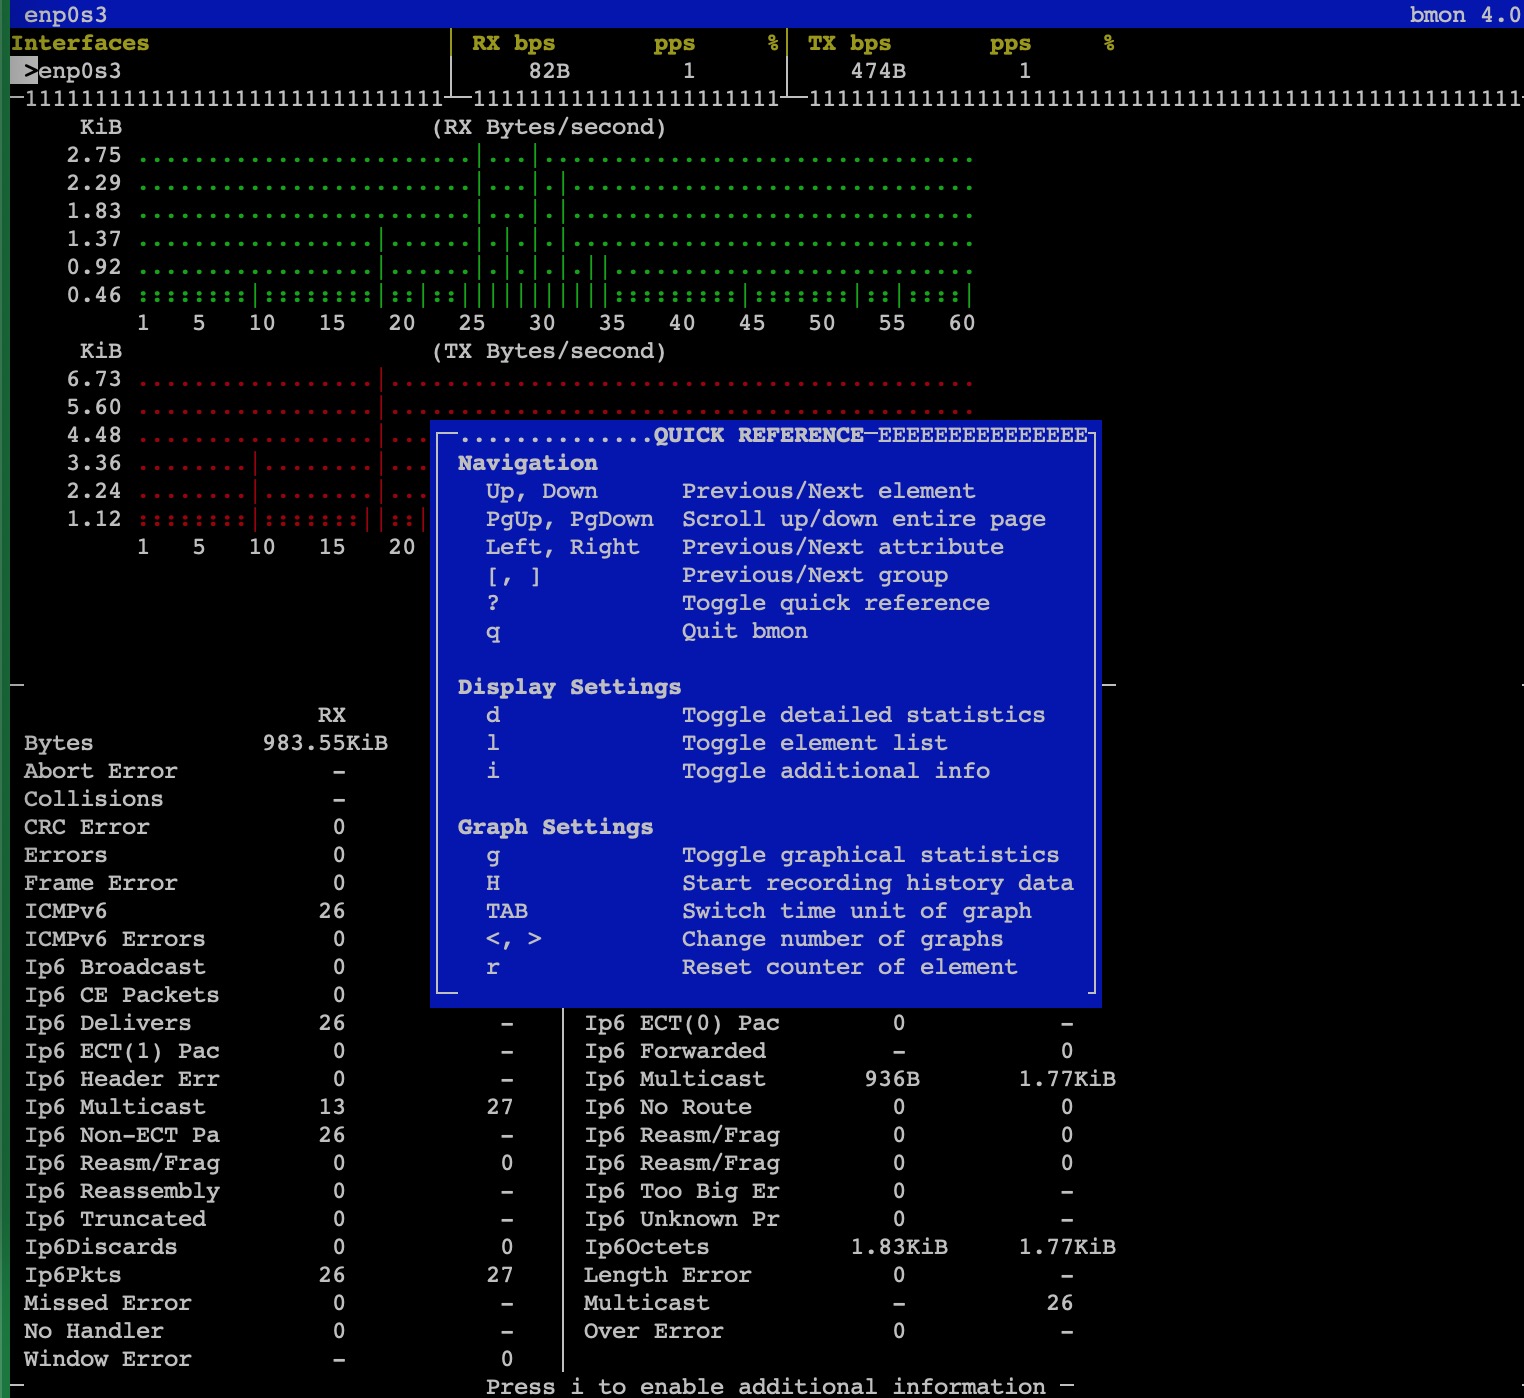 enp0s3 bmon 4.0
Interfaces RX bps pps % TX bps pps %
>enp0s3 82B 1 474B 1
KiB (RX Bytes/second)
2.75
2.29
1.83
1.37
0.92
0.46
1 5 10 15 20 25 30 35 40 45 50 55 60
KiB (TX Bytes/second)
6.73
5.60
4.48
3.36
2.24
1.12
1 5 10 15 20
QUICK REFERENCE
Navigation
Up, Down Previous/Next element
PgUp, PgDown Scroll up/down entire page
Left, Right Previous/Next attribute
[, ] Previous/Next group
? Toggle quick reference
q Quit bmon
Display Settings
d Toggle detailed statistics
l Toggle element list
i Toggle additional info
Graph Settings
g Toggle graphical statistics
H Start recording history data
TAB Switch time unit of graph
<, > Change number of graphs
r Reset counter of element
RX
Bytes 983.55KiB
Abort Error -
Collisions -
CRC Error 0
Errors 0
Frame Error 0
ICMPv6 26
ICMPv6 Errors 0
Ip6 Broadcast 0
Ip6 CE Packets 0
Ip6 Delivers 26 - Ip6 ECT(0) Pac 0 -
Ip6 ECT(1) Pac 0 - Ip6 Forwarded - 0
Ip6 Header Err 0 - Ip6 Multicast 936B 1.77KiB
Ip6 Multicast 13 27 Ip6 No Route 0 0
Ip6 Non-ECT Pa 26 - Ip6 Reasm/Frag 0 0
Ip6 Reasm/Frag 0 0 Ip6 Reasm/Frag 0 0
Ip6 Reassembly 0 - Ip6 Too Big Er 0 -
Ip6 Truncated 0 - Ip6 Unknown Pr 0 -
Ip6Discards 0 0 Ip6Octets 1.83KiB 1.77KiB
Ip6Pkts 26 27 Length Error 0 -
Missed Error 0 - Multicast - 26
No Handler 0 - Over Error 0 -
Window Error - 0
Press i to enable additional information